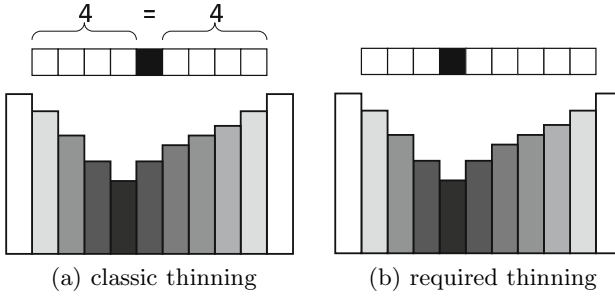 4 = 4
(a) classic thinning
(b) required thinning